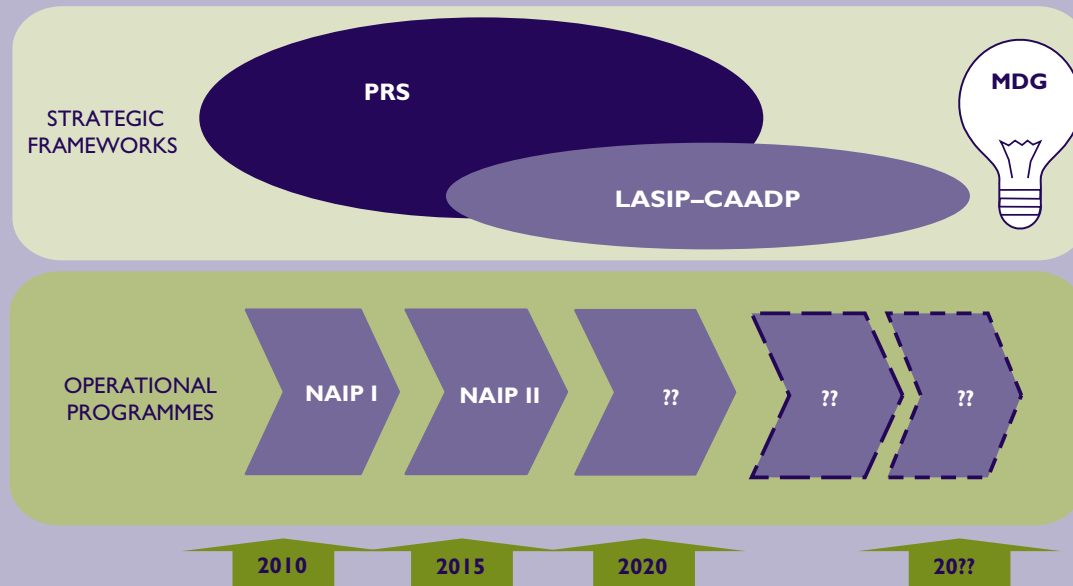 PRS
MDG
STRATEGIC
FRAMEWORKS
LASIP–CAADP
OPERATIONAL
PROGRAMMES
NAIP I
NAIP II
??
??
??
2010
2015
2020
20??